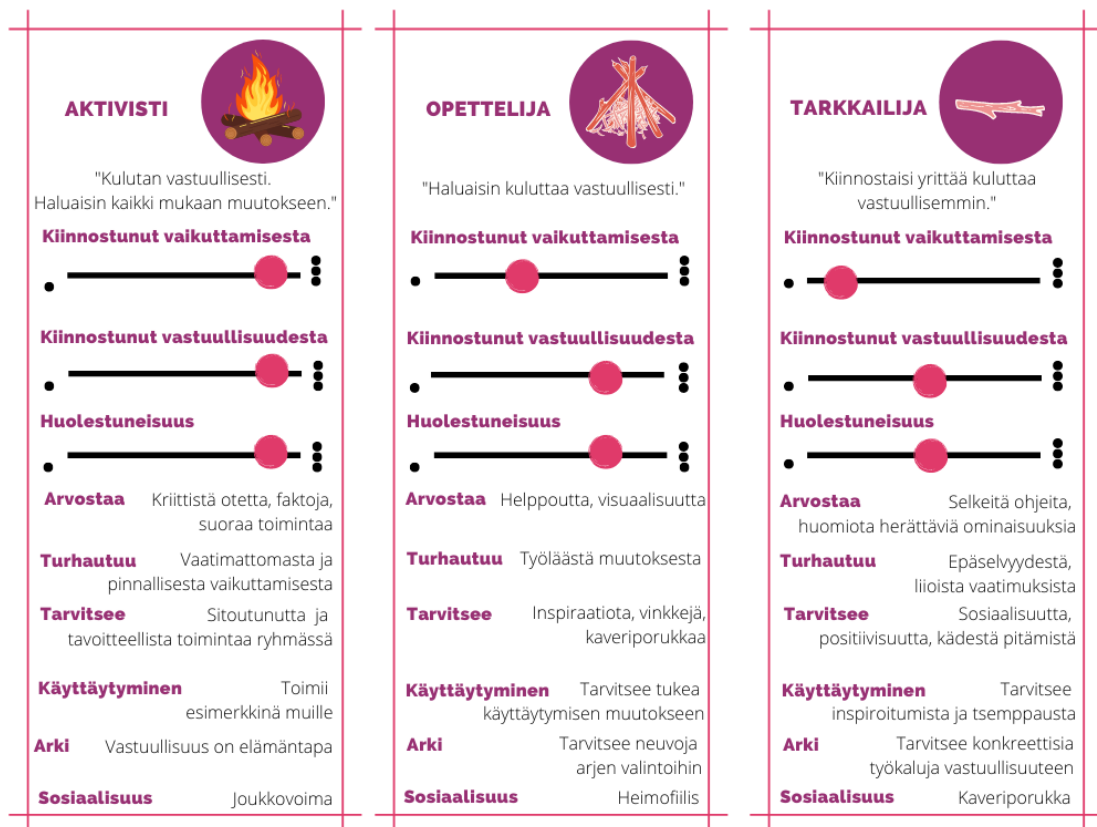 AKTIVISTI
"Kulutan vastuullisesti.
Haluaisin kaikki mukaan muutokseen."
Kiinnostunut vaikuttamisesta
Kiinnostunut vastuullisuudesta
Huolestuneisuus
Arvostaa Kriittistä otetta, faktoja,
suoraa toimintaa
Turhautuu Vaatimattomasta ja
pinnallisesta vaikuttamisesta
Tarvitsee Sitoutunutta ja
tavoitteellista toimintaa ryhmässä
Käyttäytyminen Toimii
esimerkkinä muille
Arki Vastuullisuus on elämäntapa
Sosiaalisuus Joukkovoima
OPETTELIJA
"Haluaisin kuluttaa vastuullisesti."
Kiinnostunut vaikuttamisesta
Kiinnostunut vastuullisuudesta
Huolestuneisuus
Arvostaa Helppoutta, visuaalisuutta
Turhautuu Työläästä muutoksesta
Tarvitsee Inspiraatiota, vinkkejä,
kaveriporukkaa
Käyttäytyminen Tarvitsee tukea
käyttäytymisen muutokseen
Arki Tarvitsee neuvoja
arjen valintoihin
Sosiaalisuus Heimofiilis
TARKKAILIJA
"Kiinnostaisi yrittää kuluttaa
vastuullisemmin."
Kiinnostunut vaikuttamisesta
Kiinnostunut vastuullisuudesta
Huolestuneisuus
Arvostaa Selkeitä ohjeita,
huomiota herättäviä ominaisuuksia
Turhautuu Epäselvyydestä,
liioista vaatimuksista
Tarvitsee Sosiaalisuutta,
positiivisuutta, kädestä pitämistä
Käyttäytyminen Tarvitsee
inspiroitumista ja tsemppausta
Arki Tarvitsee konkreettisia
työkaluja vastuullisuuteen
Sosiaalisuus Kaveriporukka